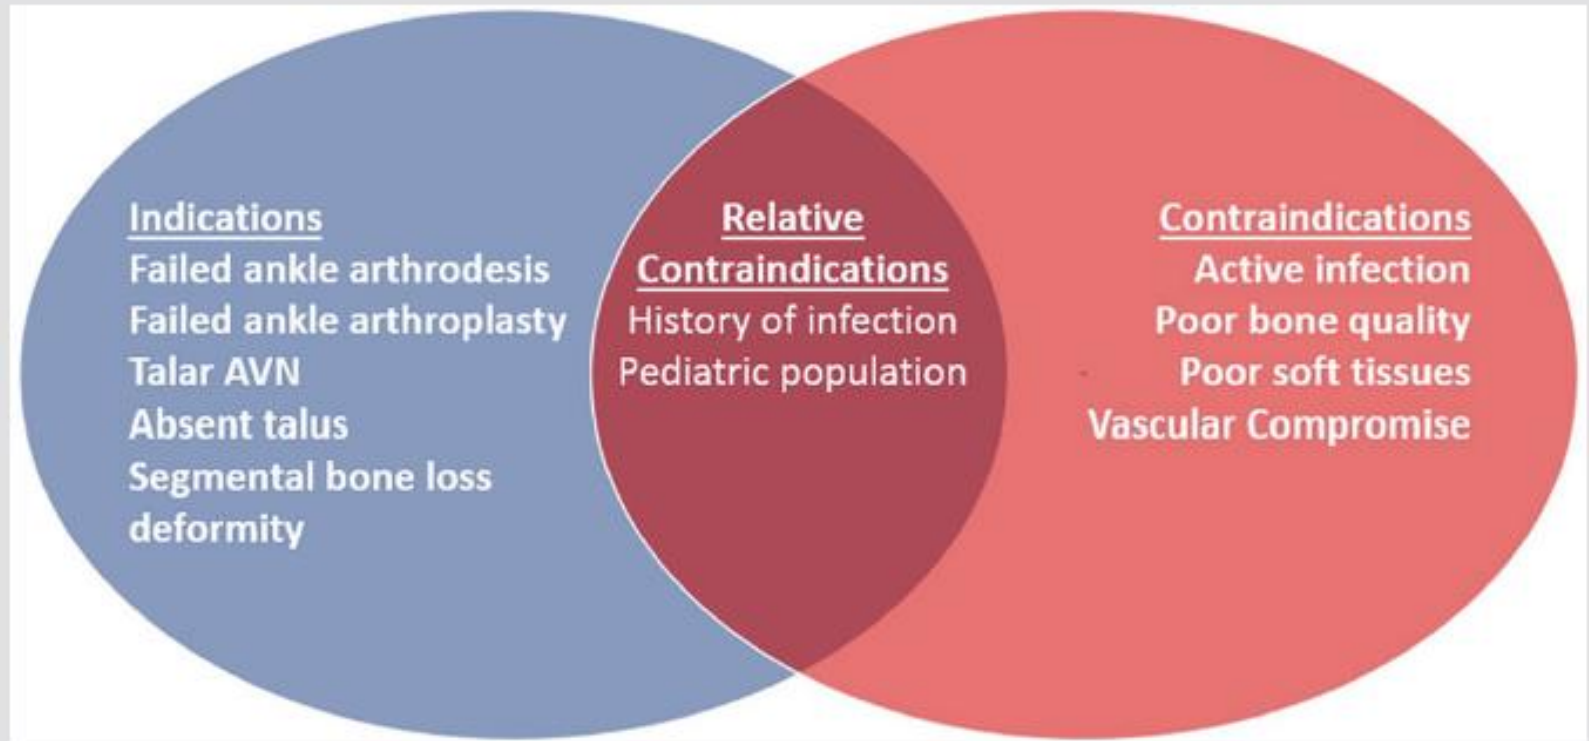 Indications
Failed ankle arthrodesis
Failed ankle arthroplasty
Talar AVN
Absent talus
Segmental bone loss
deformity
Relative
Contraindications
History of infection
Pediatric population
Contraindications
Active infection
Poor bone quality
Poor soft tissues
Vascular Compromise